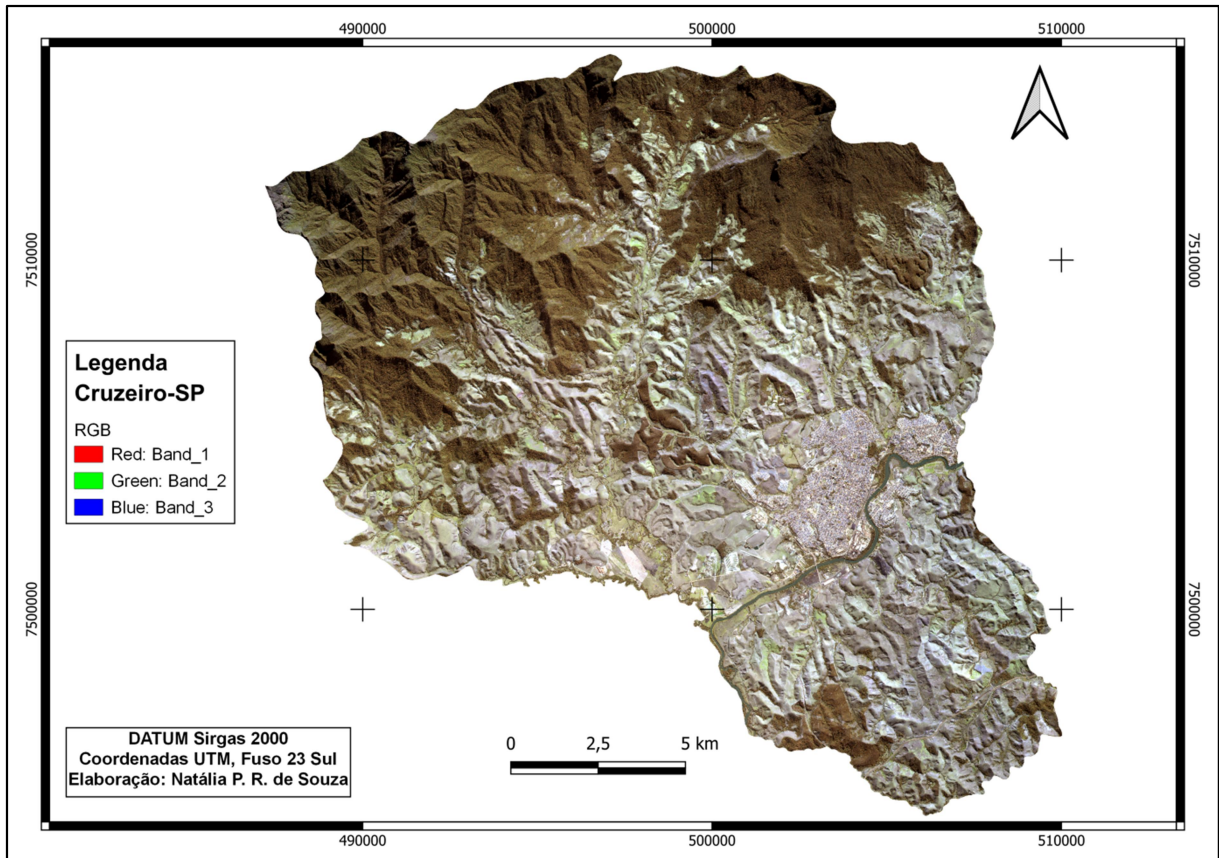 490000
500000
510000
7510000
7510000
Legenda
Cruzeiro-SP
RGB
Red: Band_1
Green: Band_2
Blue: Band_3
7500000
7500000
DATUM Sirgas 2000
Coordenadas UTM, Fuso 23 Sul
Elaboração: Natália P. R. de Souza
0 2,5 5 km
490000
500000
510000